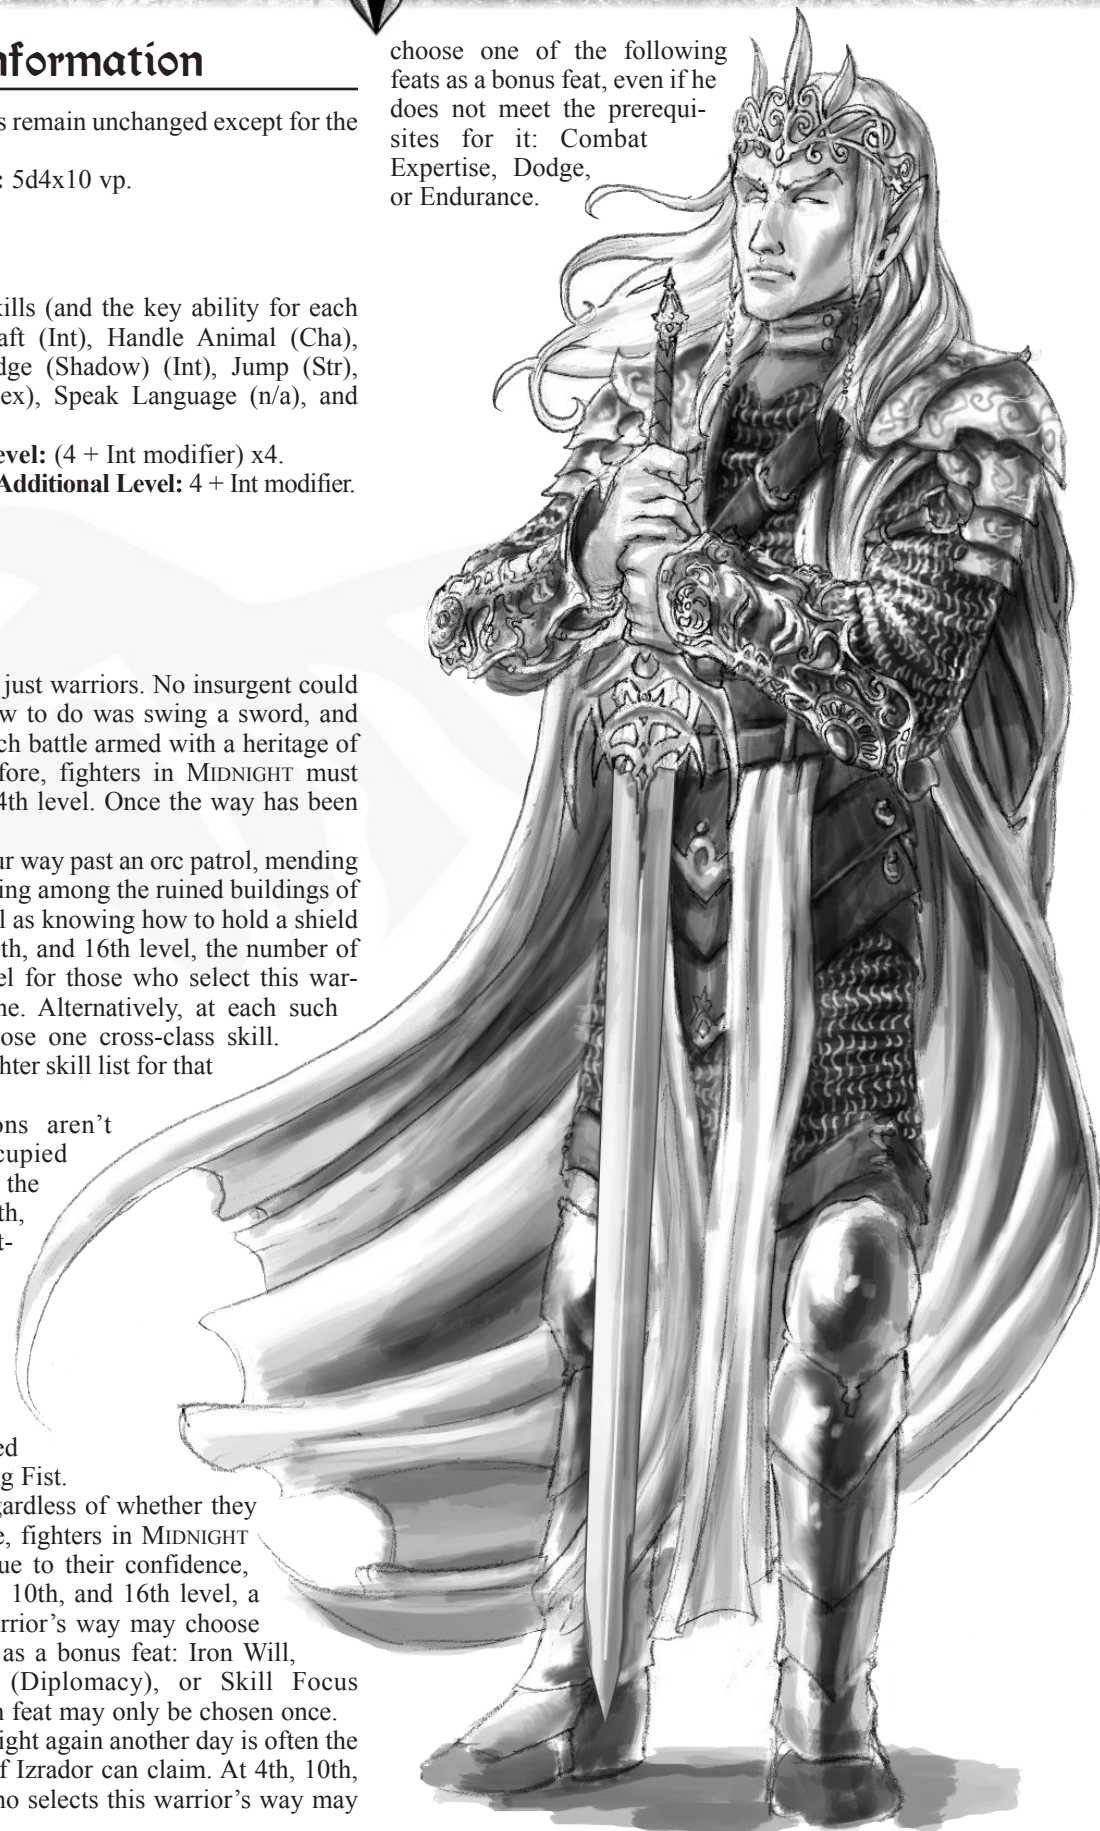 nformation
s remain unchanged except for the
: 5d4x10 vp.
kills (and the key ability for each
aft (Int), Handle Animal (Cha),
dge (Shadow) (Int), Jump (Str),
ex), Speak Language (n/a), and
evel: (4 + Int modifier) x4.
Additional Level: 4 + Int modifier.
just warriors. No insurgent could
w to do was swing a sword, and
ch battle armed with a heritage of
fore, fighters in MIDNIGHT must
4th level. Once the way has been
ur way past an orc patrol, mending
ing among the ruined buildings of
l as knowing how to hold a shield
th, and 16th level, the number of
el for those who select this war-
ne. Alternatively, at each such
ose one cross-class skill.
hter skill list for that
ons aren't
cupied
the
th,
t-
ed
g Fist.
gardless of whether they
e, fighters in MIDNIGHT
ue to their confidence,
10th, and 16th level, a
rrior's way may choose
as a bonus feat: Iron Will,
(Diplomacy), or Skill Focus
n feat may only be chosen once.
ight again another day is often the
f Izrador can claim. At 4th, 10th,
ho selects this warrior's way may
choose one of the following
feats as a bonus feat, even if he
does not meet the prerequi-
sites for it: Combat
Expertise, Dodge,
or Endurance.